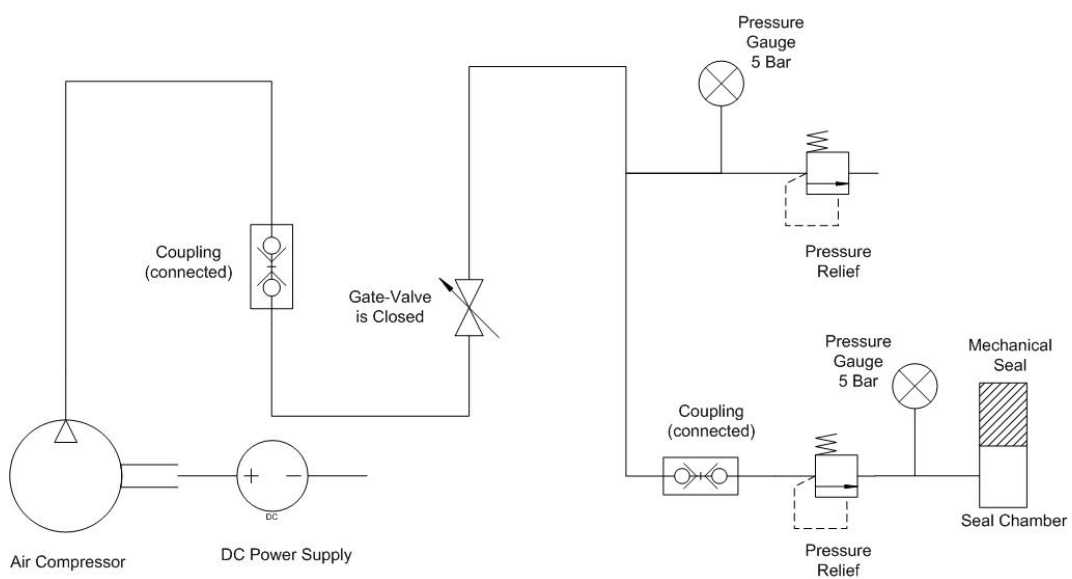 Pressure
Gauge
5 Bar
Coupling
(connected)
Gate-Valve
is Closed
Pressure
Relief
Pressure
Gauge
5 Bar
Mechanical
Seal
Coupling
(connected)
+ −
DC
Seal Chamber
Air Compressor
DC Power Supply
Pressure
Relief